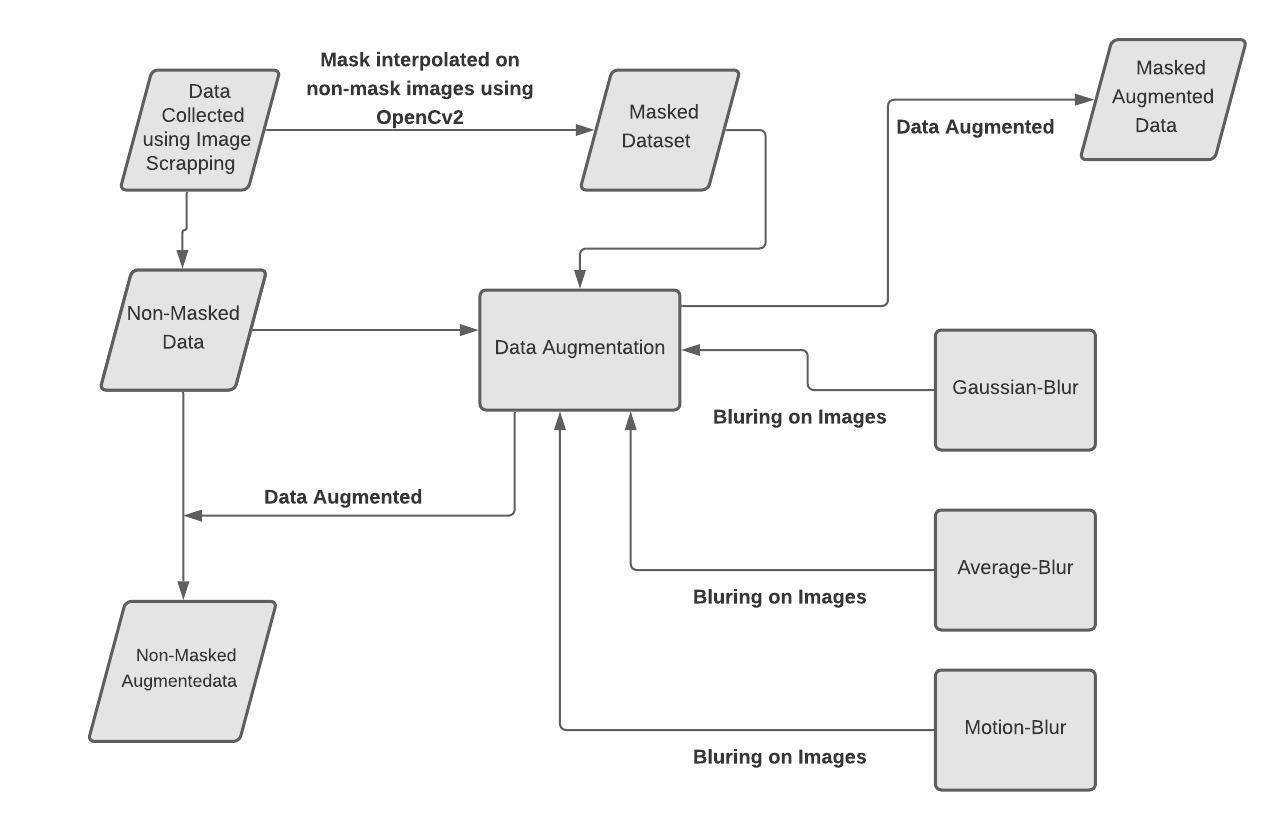 Data
Collected
using Image
Scrapping
Mask interpolated on
non-mask images using
OpenCv2
Masked
Dataset
Masked
Augmented
Data
Data Augmented
Non-Masked
Data
Data Augmentation
Gaussian-Blur
Bluring on Images
Data Augmented
Average-Blur
Bluring on Images
Non-Masked
Augmentedata
Motion-Blur
Bluring on Images